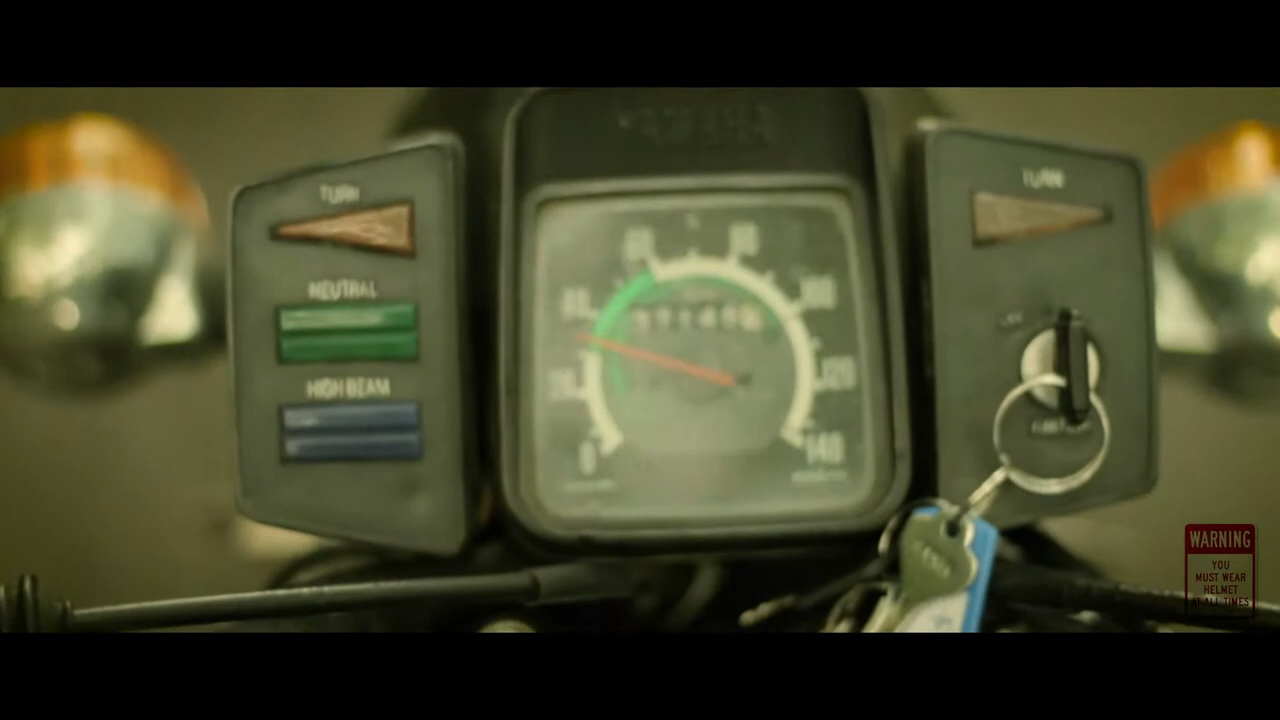 YAMAHA
TURN
TURN
NEUTRAL
HIGH BEAM
60
80
40
100
20
120
0
140
WARNING
YOU
MUST WEAR
HELMET
AT ALL TIMES